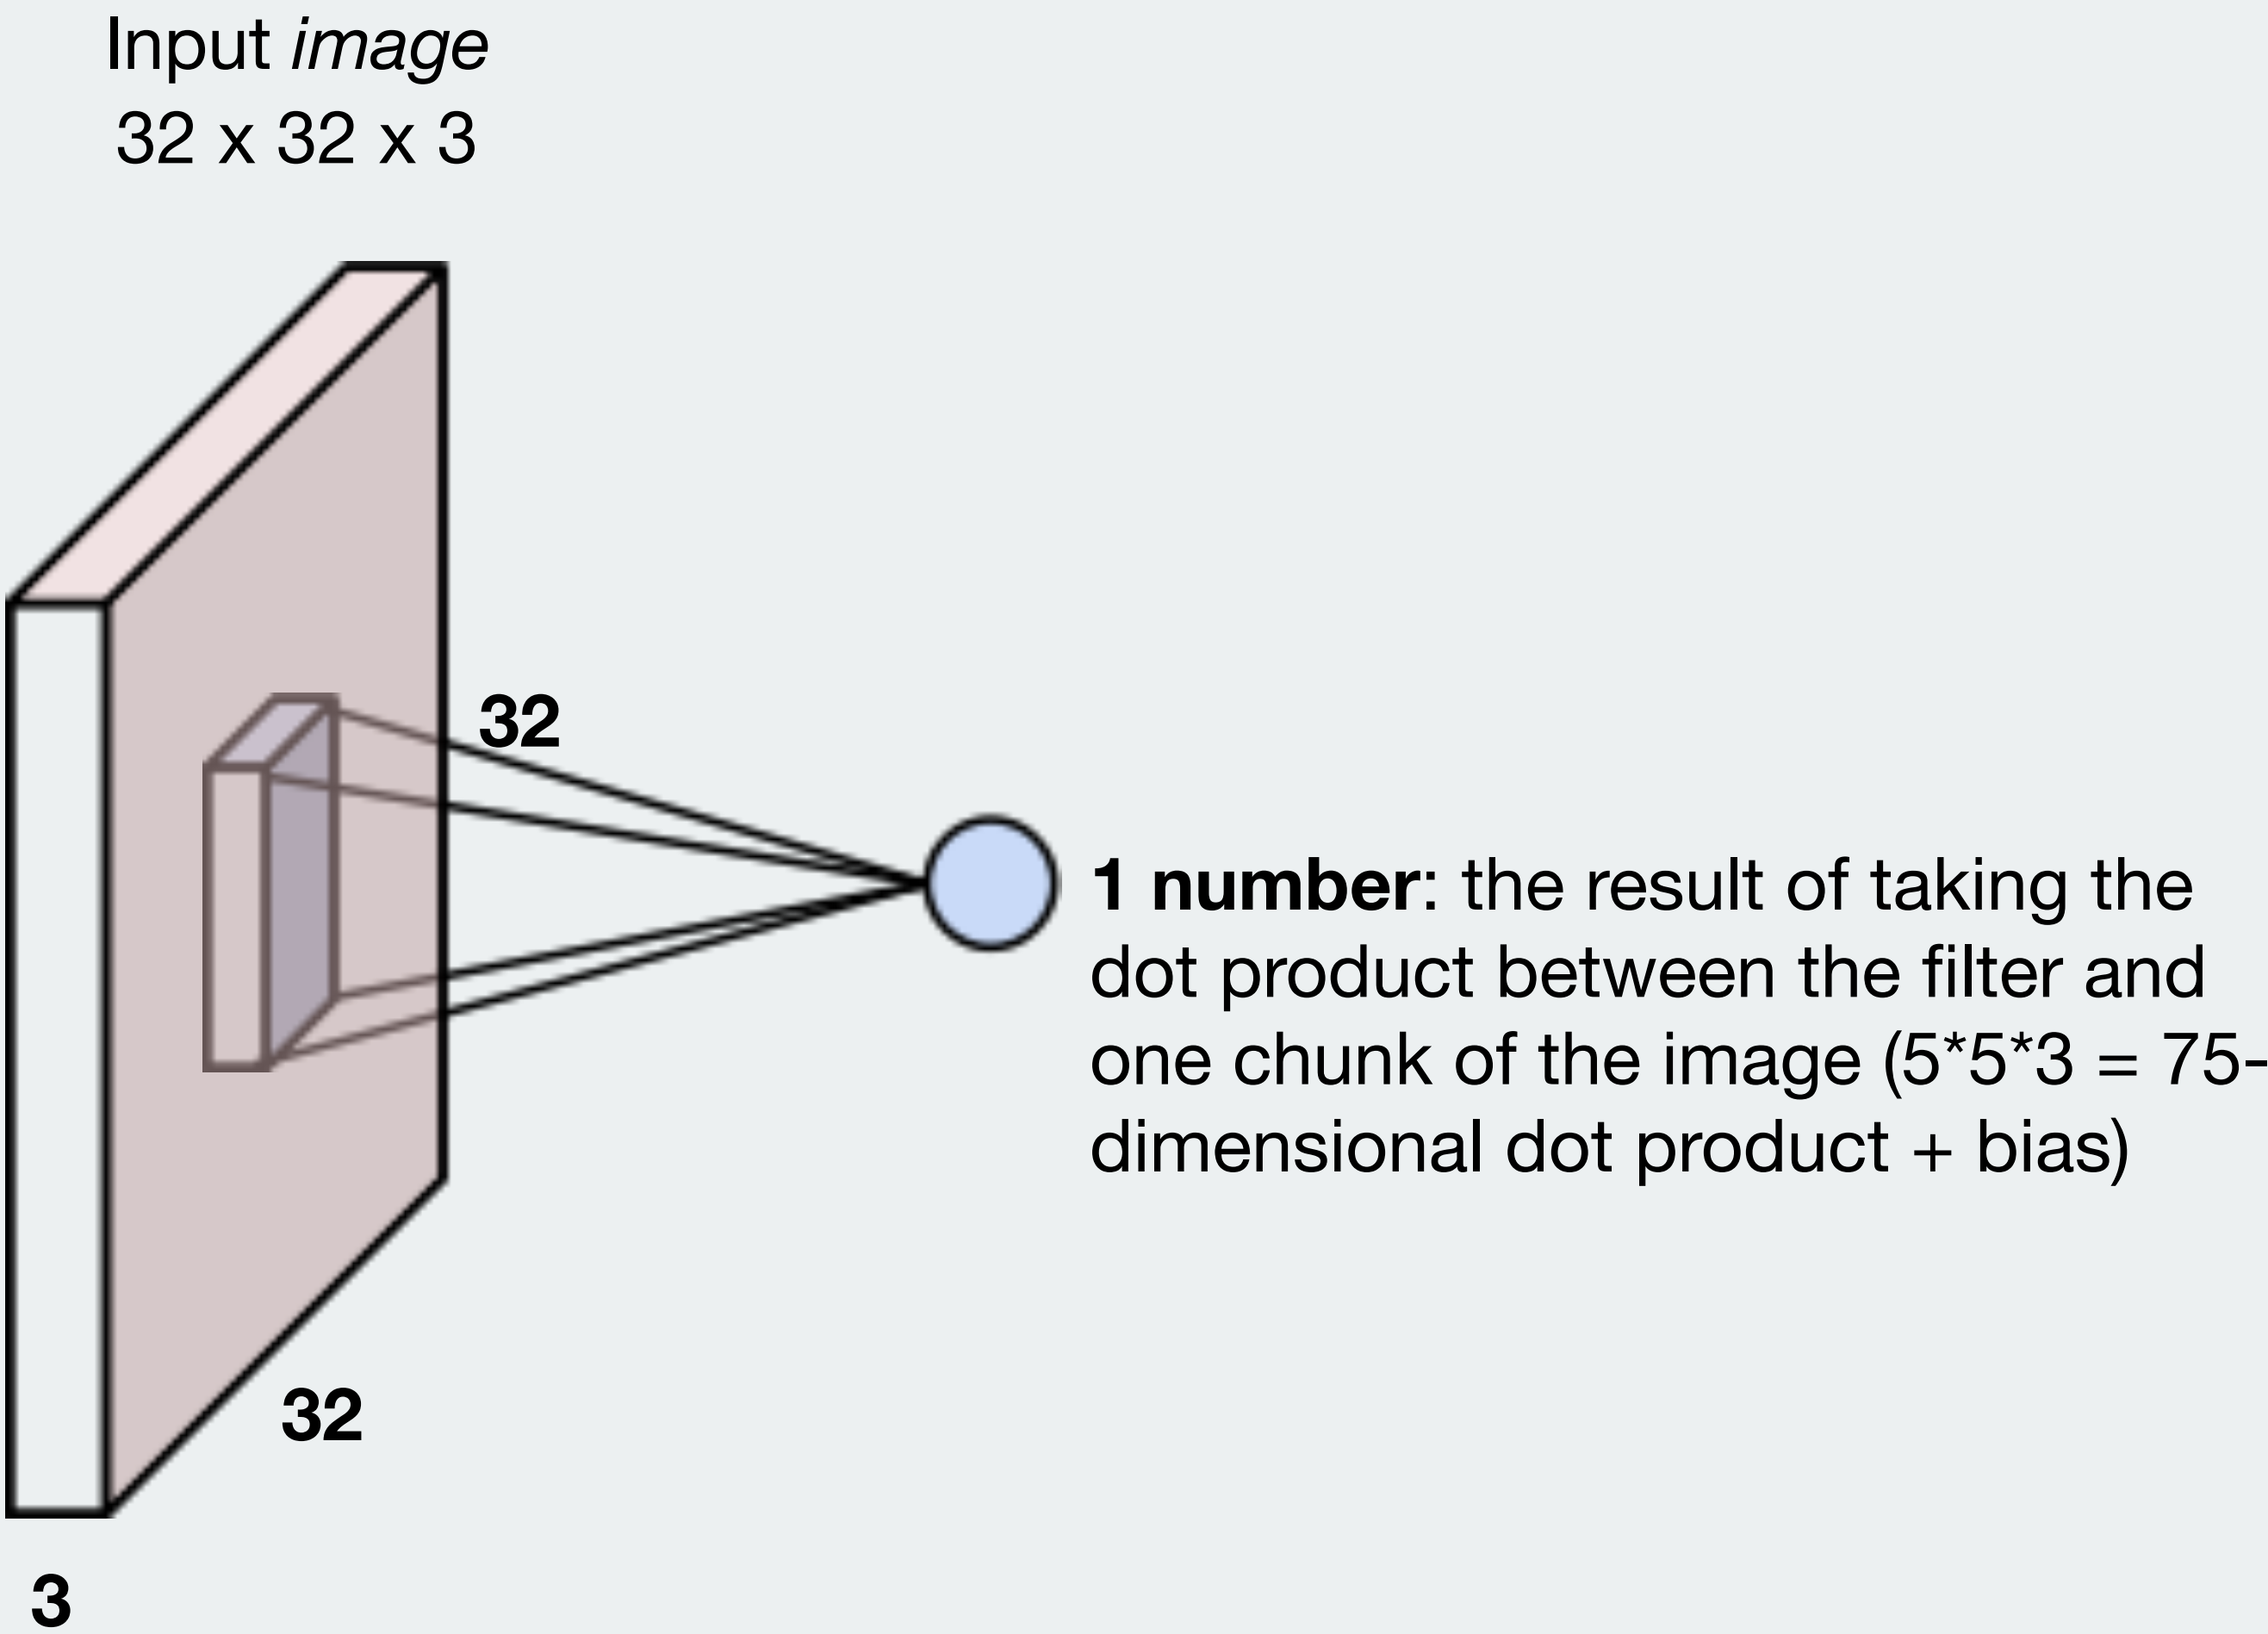 Input image
32 x 32 x 3
32
1 number: the result of taking the
dot product between the filter and
one chunk of the image (5*5*3 = 75-
dimensional dot product + bias)
32
3